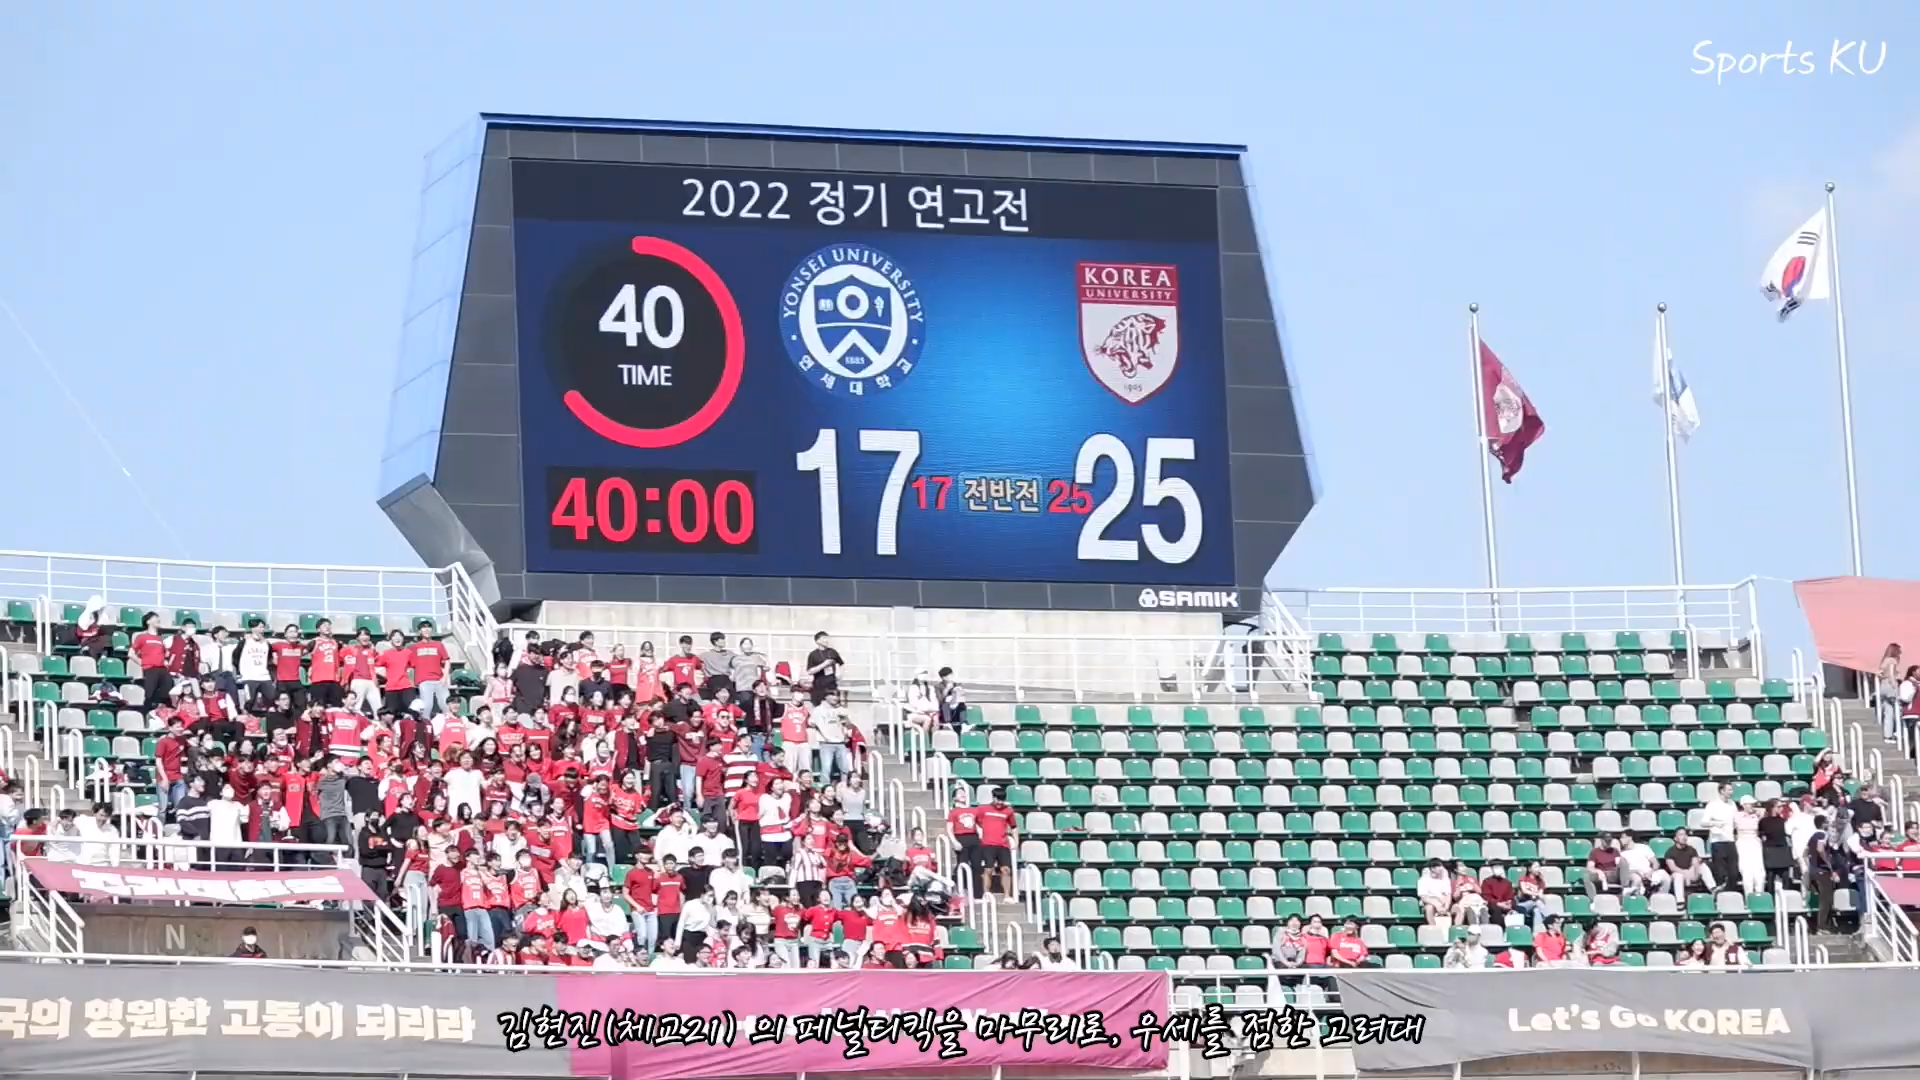 Sports KU
2022 정기 연고전
40
TIME
YONSEI UNIVERSITY
연세대학교
1885
KOREA
UNIVERSITY
1905
40:00
17
17 전반전 25
25
SAMIK
N
국의 영원한 고동이 되리라
Let's Go KOREA
김현진(체교21) 의 페널티킥을 마무리로, 우세를 점한 고려대